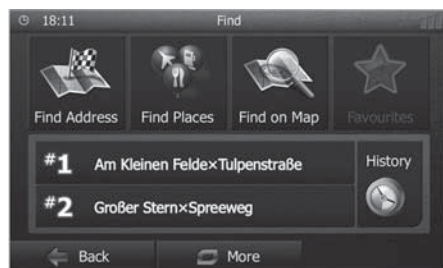 18:11 Find
Find Address Find Places Find on Map Favourites
#1 Am Kleinen Felde×Tulpenstraße
History
#2 Großer Stern×Spreeweg
Back More